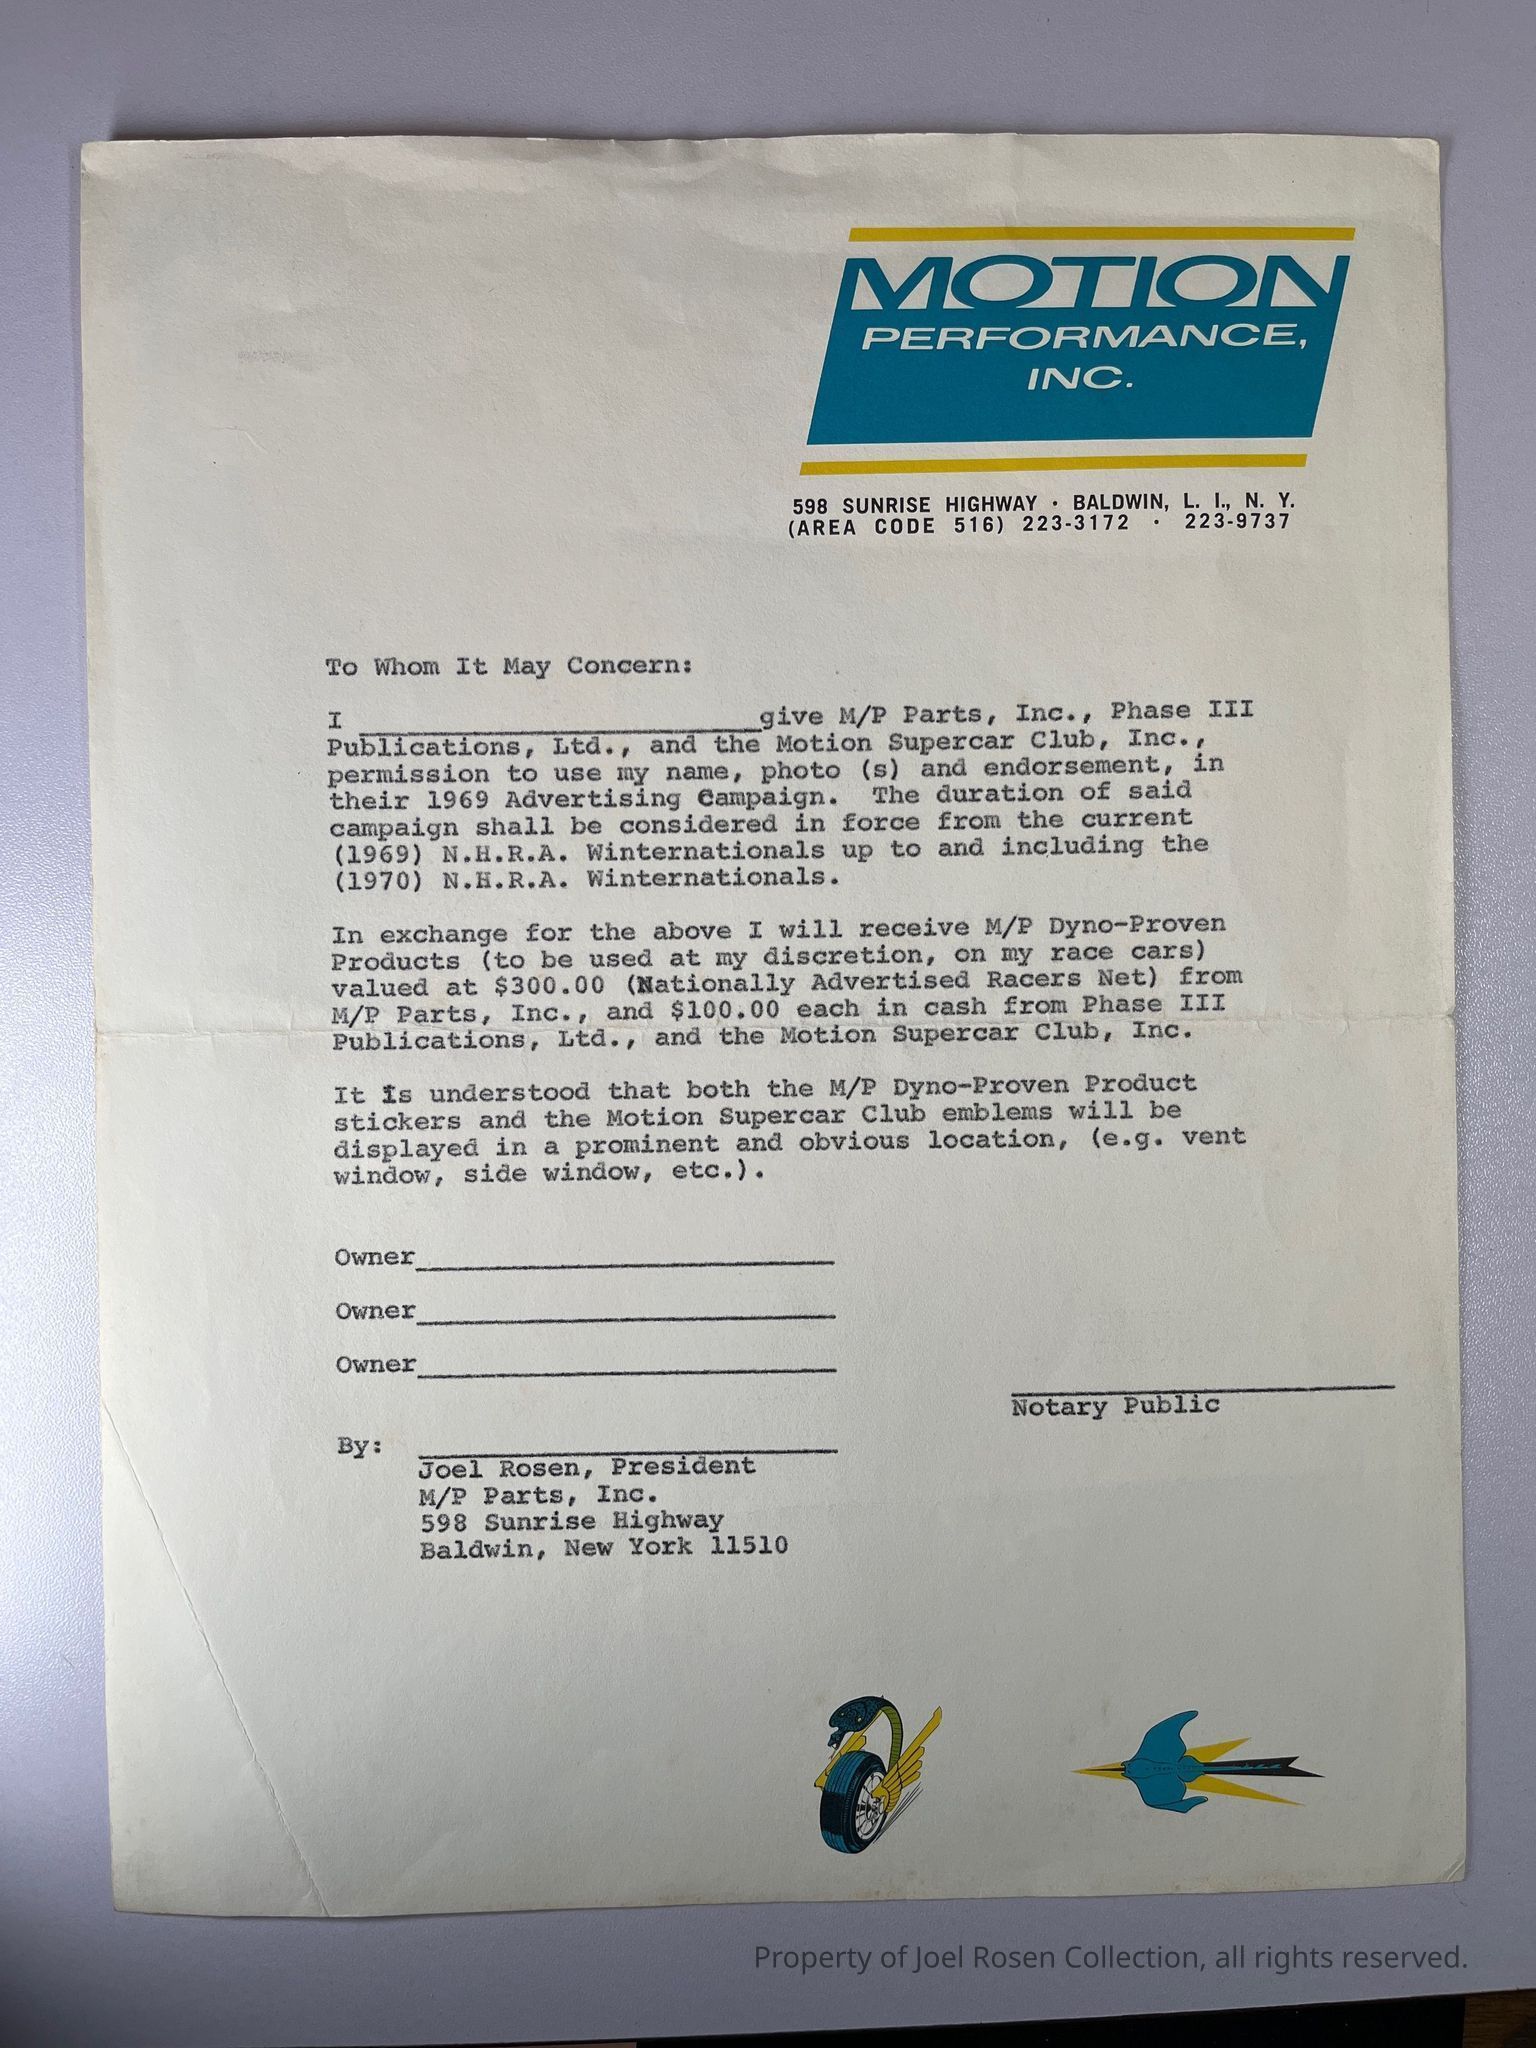 MOTION
PERFORMANCE,
INC.
598 SUNRISE HIGHWAY · BALDWIN, L. I., N. Y.
(AREA CODE 516) 223-3172 · 223-9737
To Whom It May Concern:
I ________________________give M/P Parts, Inc., Phase III
Publications, Ltd., and the Motion Supercar Club, Inc.,
permission to use my name, photo (s) and endorsement, in
their 1969 Advertising Campaign. The duration of said
campaign shall be considered in force from the current
(1969) N.H.R.A. Winternationals up to and including the
(1970) N.H.R.A. Winternationals.
In exchange for the above I will receive M/P Dyno-Proven
Products (to be used at my discretion, on my race cars)
valued at $300.00 (Nationally Advertised Racers Net) from
M/P Parts, Inc., and $100.00 each in cash from Phase III
Publications, Ltd., and the Motion Supercar Club, Inc.
It is understood that both the M/P Dyno-Proven Product
stickers and the Motion Supercar Club emblems will be
displayed in a prominent and obvious location, (e.g. vent
window, side window, etc.).
Owner_________________________
Owner_________________________
Owner_________________________
Notary Public
By: _________________________
Joel Rosen, President
M/P Parts, Inc.
598 Sunrise Highway
Baldwin, New York 11510
Property of Joel Rosen Collection, all rights reserved.